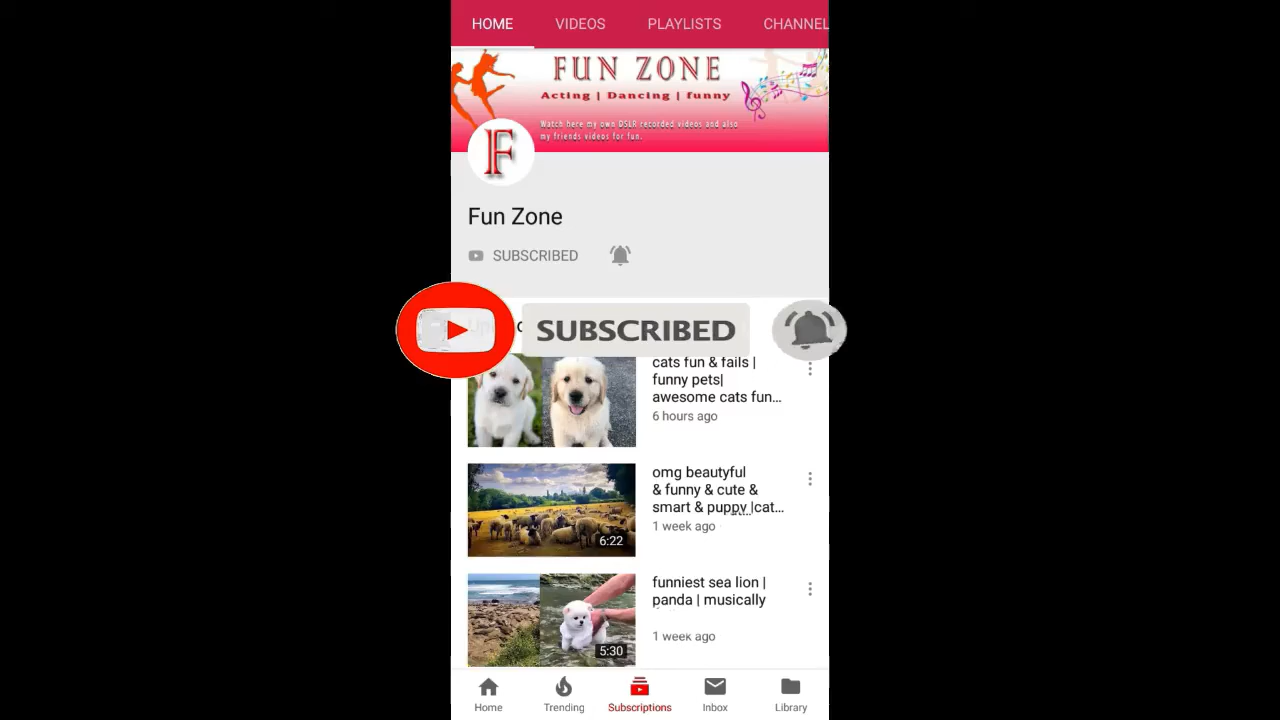 HOME VIDEOS PLAYLISTS CHANNEL
FUN ZONE
Acting | Dancing | funny
Watch here my own DSLR recorded videos and also
my friends videos for fun.
F
Fun Zone
SUBSCRIBED
SUBSCRIBED
cats fun & fails |
funny pets|
awesome cats fun...
6 hours ago
omg beautyful
& funny & cute &
smart & puppy |cat...
1 week ago
6:22
funniest sea lion |
panda | musically
1 week ago
5:30
Home Trending Subscriptions Inbox Library